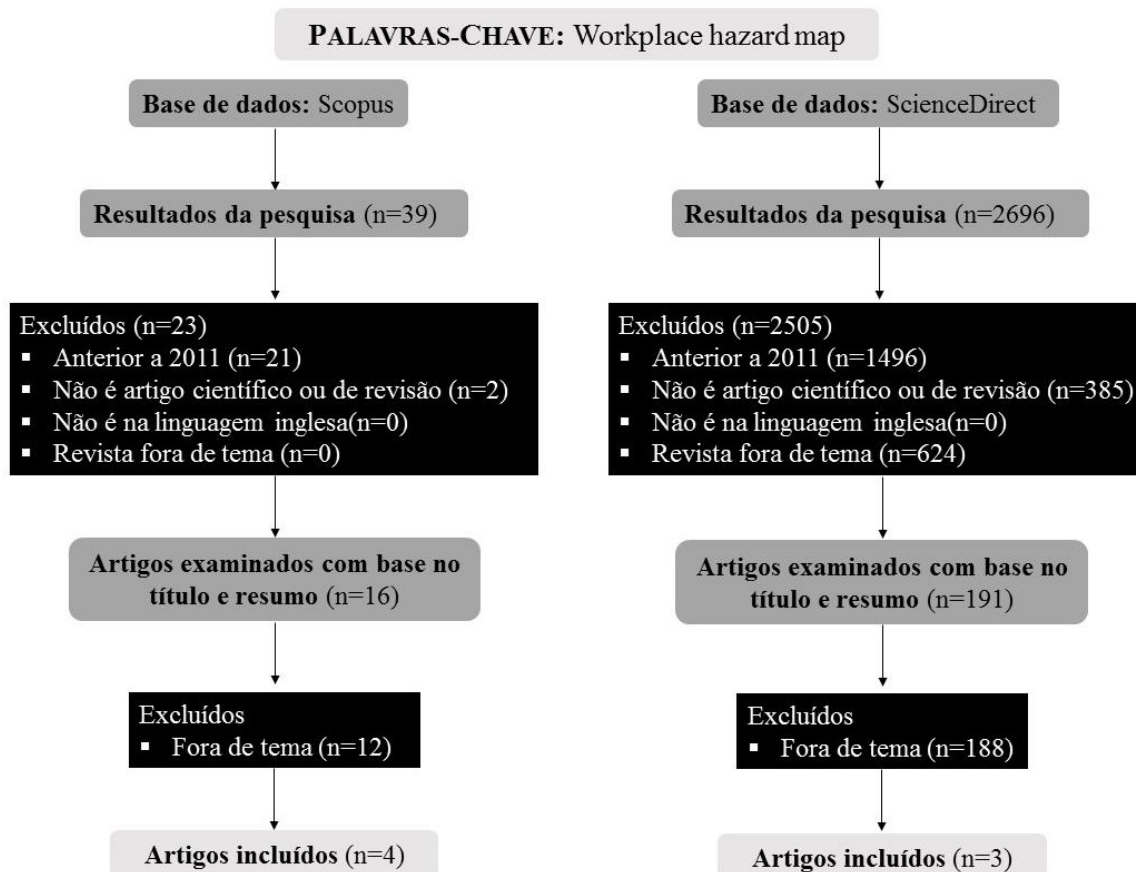 PALAVRAS-CHAVE: Workplace hazard map
Base de dados: Scopus
Resultados da pesquisa (n=39)
Excluídos (n=23)
▪ Anterior a 2011 (n=21)
▪ Não é artigo científico ou de revisão (n=2)
▪ Não é na linguagem inglesa(n=0)
▪ Revista fora de tema (n=0)
Artigos examinados com base no
título e resumo (n=16)
Excluídos
▪ Fora de tema (n=12)
Artigos incluídos (n=4)
Base de dados: ScienceDirect
Resultados da pesquisa (n=2696)
Excluídos (n=2505)
▪ Anterior a 2011 (n=1496)
▪ Não é artigo científico ou de revisão (n=385)
▪ Não é na linguagem inglesa(n=0)
▪ Revista fora de tema (n=624)
Artigos examinados com base no
título e resumo (n=191)
Excluídos
▪ Fora de tema (n=188)
Artigos incluídos (n=3)